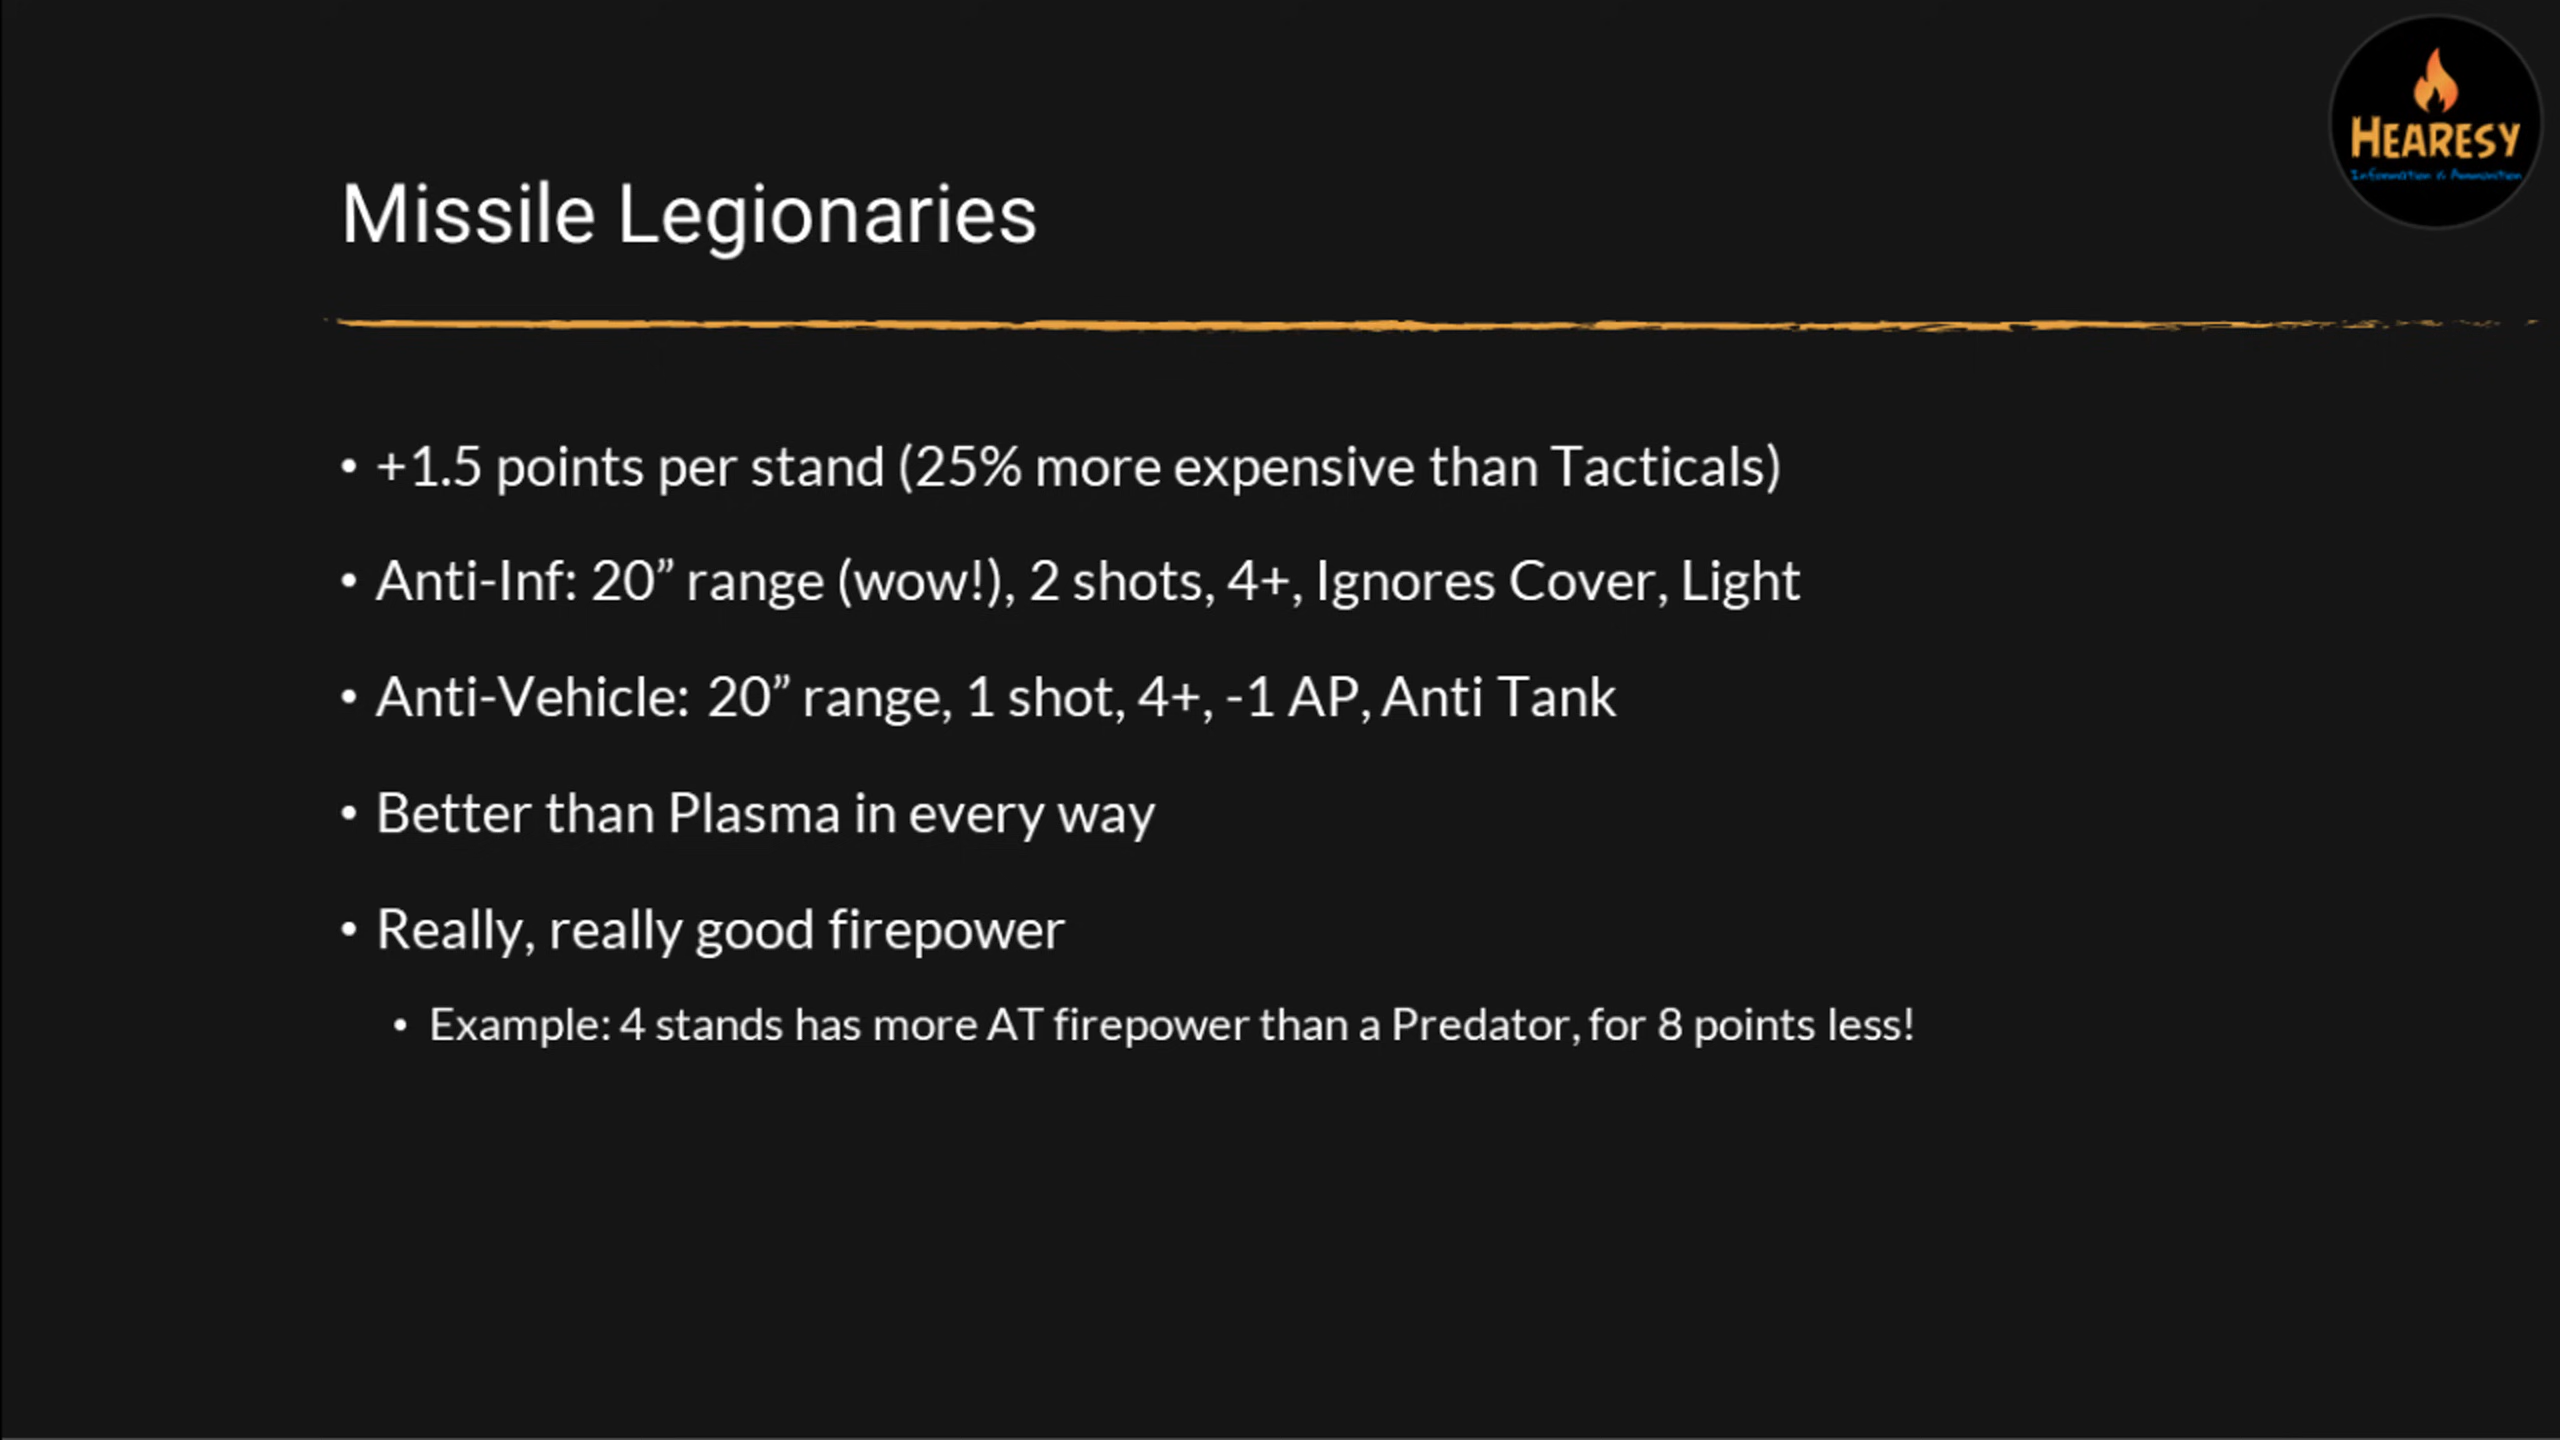 HEARESY
Information & Ammunition
Missile Legionaries
• +1.5 points per stand (25% more expensive than Tacticals)
• Anti-Inf: 20” range (wow!), 2 shots, 4+, Ignores Cover, Light
• Anti-Vehicle: 20” range, 1 shot, 4+, -1 AP, Anti Tank
• Better than Plasma in every way
• Really, really good firepower
• Example: 4 stands has more AT firepower than a Predator, for 8 points less!